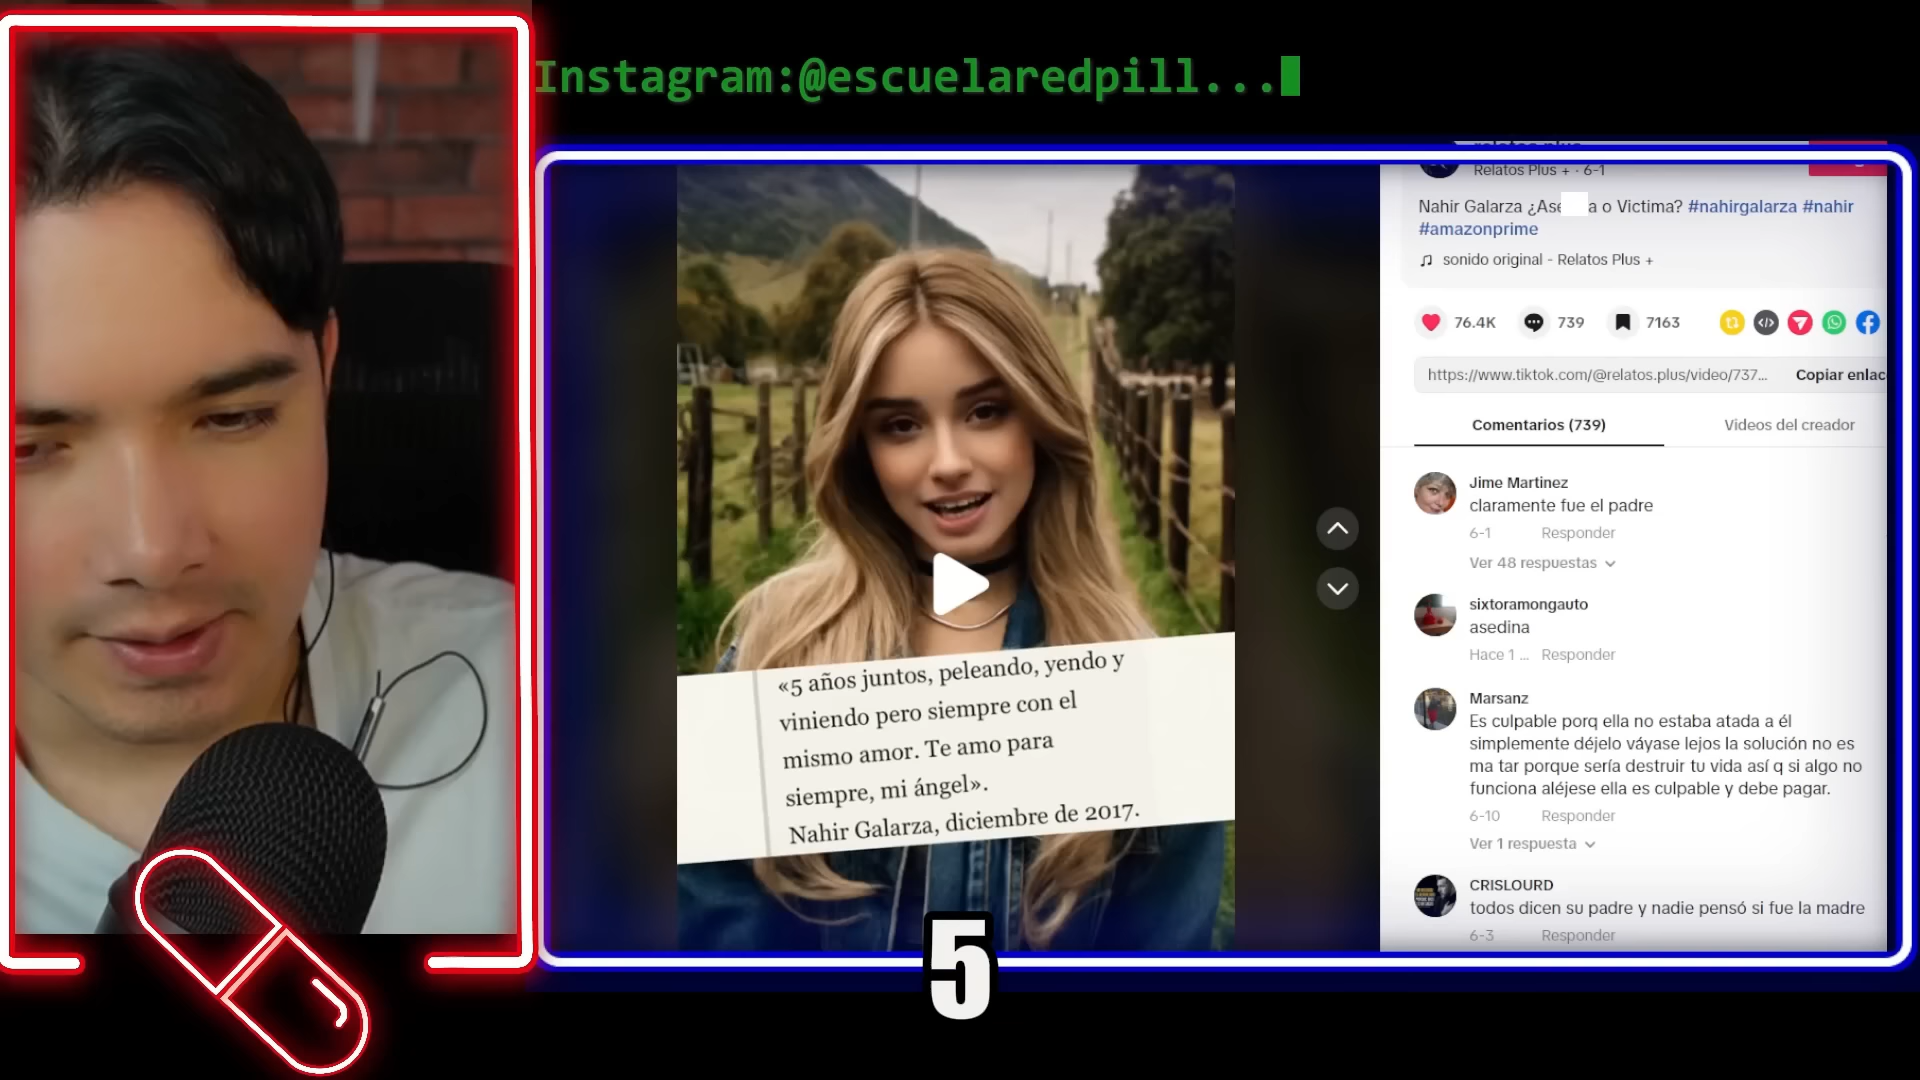 Instagram:@escuelaredpill...
Relatos Plus + · 6-1
Nahir Galarza ¿Ase a o Victima? #nahirgalarza #nahir
#amazonprime
sonido original - Relatos Plus +
76.4K 739 7163
https://www.tiktok.com/@relatos.plus/video/737... Copiar enlac
Comentarios (739) Videos del creador
Jime Martinez
claramente fue el padre
6-1 Responder
Ver 48 respuestas
sixtoramongauto
asedina
Hace 1 ... Responder
Marsanz
Es culpable porq ella no estaba atada a él
simplemente déjelo váyase lejos la solución no es
ma tar porque sería destruir tu vida así q si algo no
funciona aléjese ella es culpable y debe pagar.
6-10 Responder
Ver 1 respuesta
CRISLOURD
todos dicen su padre y nadie pensó si fue la madre
6-3 Responder
«5 años juntos, peleando, yendo y
viniendo pero siempre con el
mismo amor. Te amo para
siempre, mi ángel».
Nahir Galarza, diciembre de 2017.
5